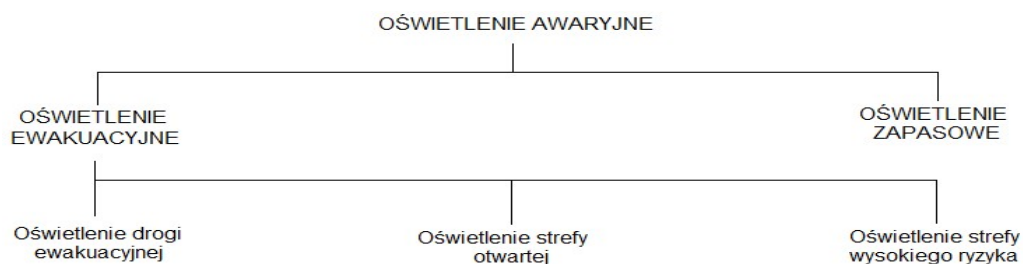 OŚWIETLENIE AWARYJNE
OŚWIETLENIE
EWAKUACYJNE
OŚWIETLENIE
ZAPASOWE
Oświetlenie drogi
ewakuacyjnej
Oświetlenie strefy
otwartej
Oświetlenie strefy
wysokiego ryzyka